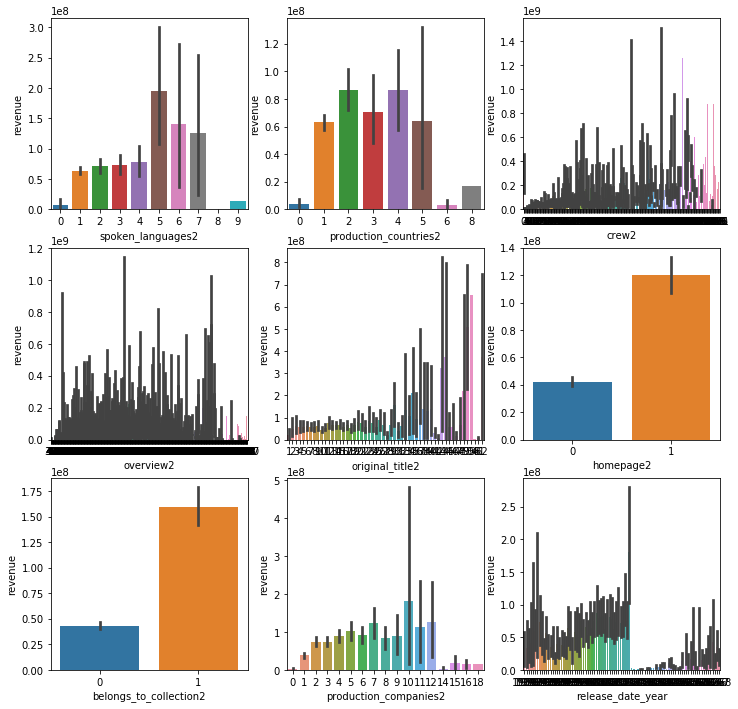 1e8
3.0
2.5
2.0
1.5
1.0
0.5
0.0
revenue
0 1 2 3 4 5 6 7 8 9
spoken_languages2
1e8
1.2
1.0
0.8
0.6
0.4
0.2
0.0
revenue
0 1 2 3 4 5 6 8
production_countries2
1e9
1.4
1.2
1.0
0.8
0.6
0.4
0.2
0.0
revenue
crew2
1e9
1.2
1.0
0.8
0.6
0.4
0.2
0.0
revenue
overview2
1e8
8
7
6
5
4
3
2
1
0
revenue
original_title2
1e8
1.4
1.2
1.0
0.8
0.6
0.4
0.2
0.0
revenue
0 1
homepage2
1e8
1.75
1.50
1.25
1.00
0.75
0.50
0.25
0.00
revenue
0 1
belongs_to_collection2
1e8
5
4
3
2
1
0
revenue
0 1 2 3 4 5 6 7 8 9 10 11 12 14 15 16 18
production_companies2
1e8
2.5
2.0
1.5
1.0
0.5
0.0
revenue
release_date_year